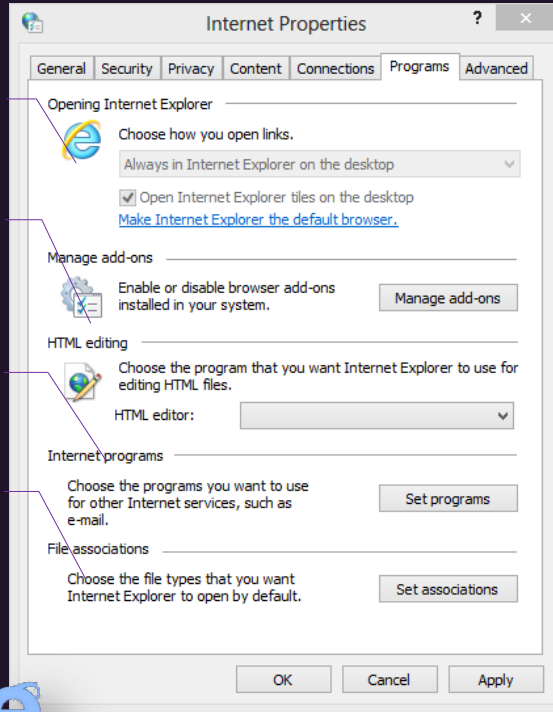 Internet Properties
?
General Security Privacy Content Connections Programs Advanced
Opening Internet Explorer
Choose how you open links.
Always in Internet Explorer on the desktop
Open Internet Explorer tiles on the desktop
Make Internet Explorer the default browser.
Manage add-ons
Enable or disable browser add-ons
installed in your system.
Manage add-ons
HTML editing
Choose the program that you want Internet Explorer to use for
editing HTML files.
HTML editor:
Internet programs
Choose the programs you want to use
for other Internet services, such as
e-mail.
Set programs
File associations
Choose the file types that you want
Internet Explorer to open by default.
Set associations
OK Cancel Apply